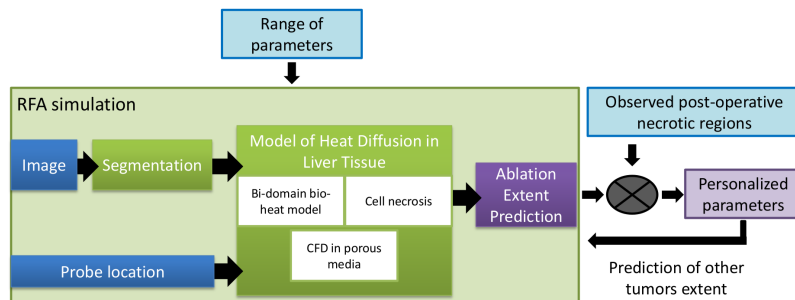 Range of
parameters
RFA simulation
Observed post-operative
necrotic regions
Image
Segmentation
Model of Heat Diffusion in
Liver Tissue
Bi-domain bio-
heat model
Cell necrosis
CFD in porous
media
Ablation
Extent
Prediction
Personalized
parameters
Probe location
Prediction of other
tumors extent